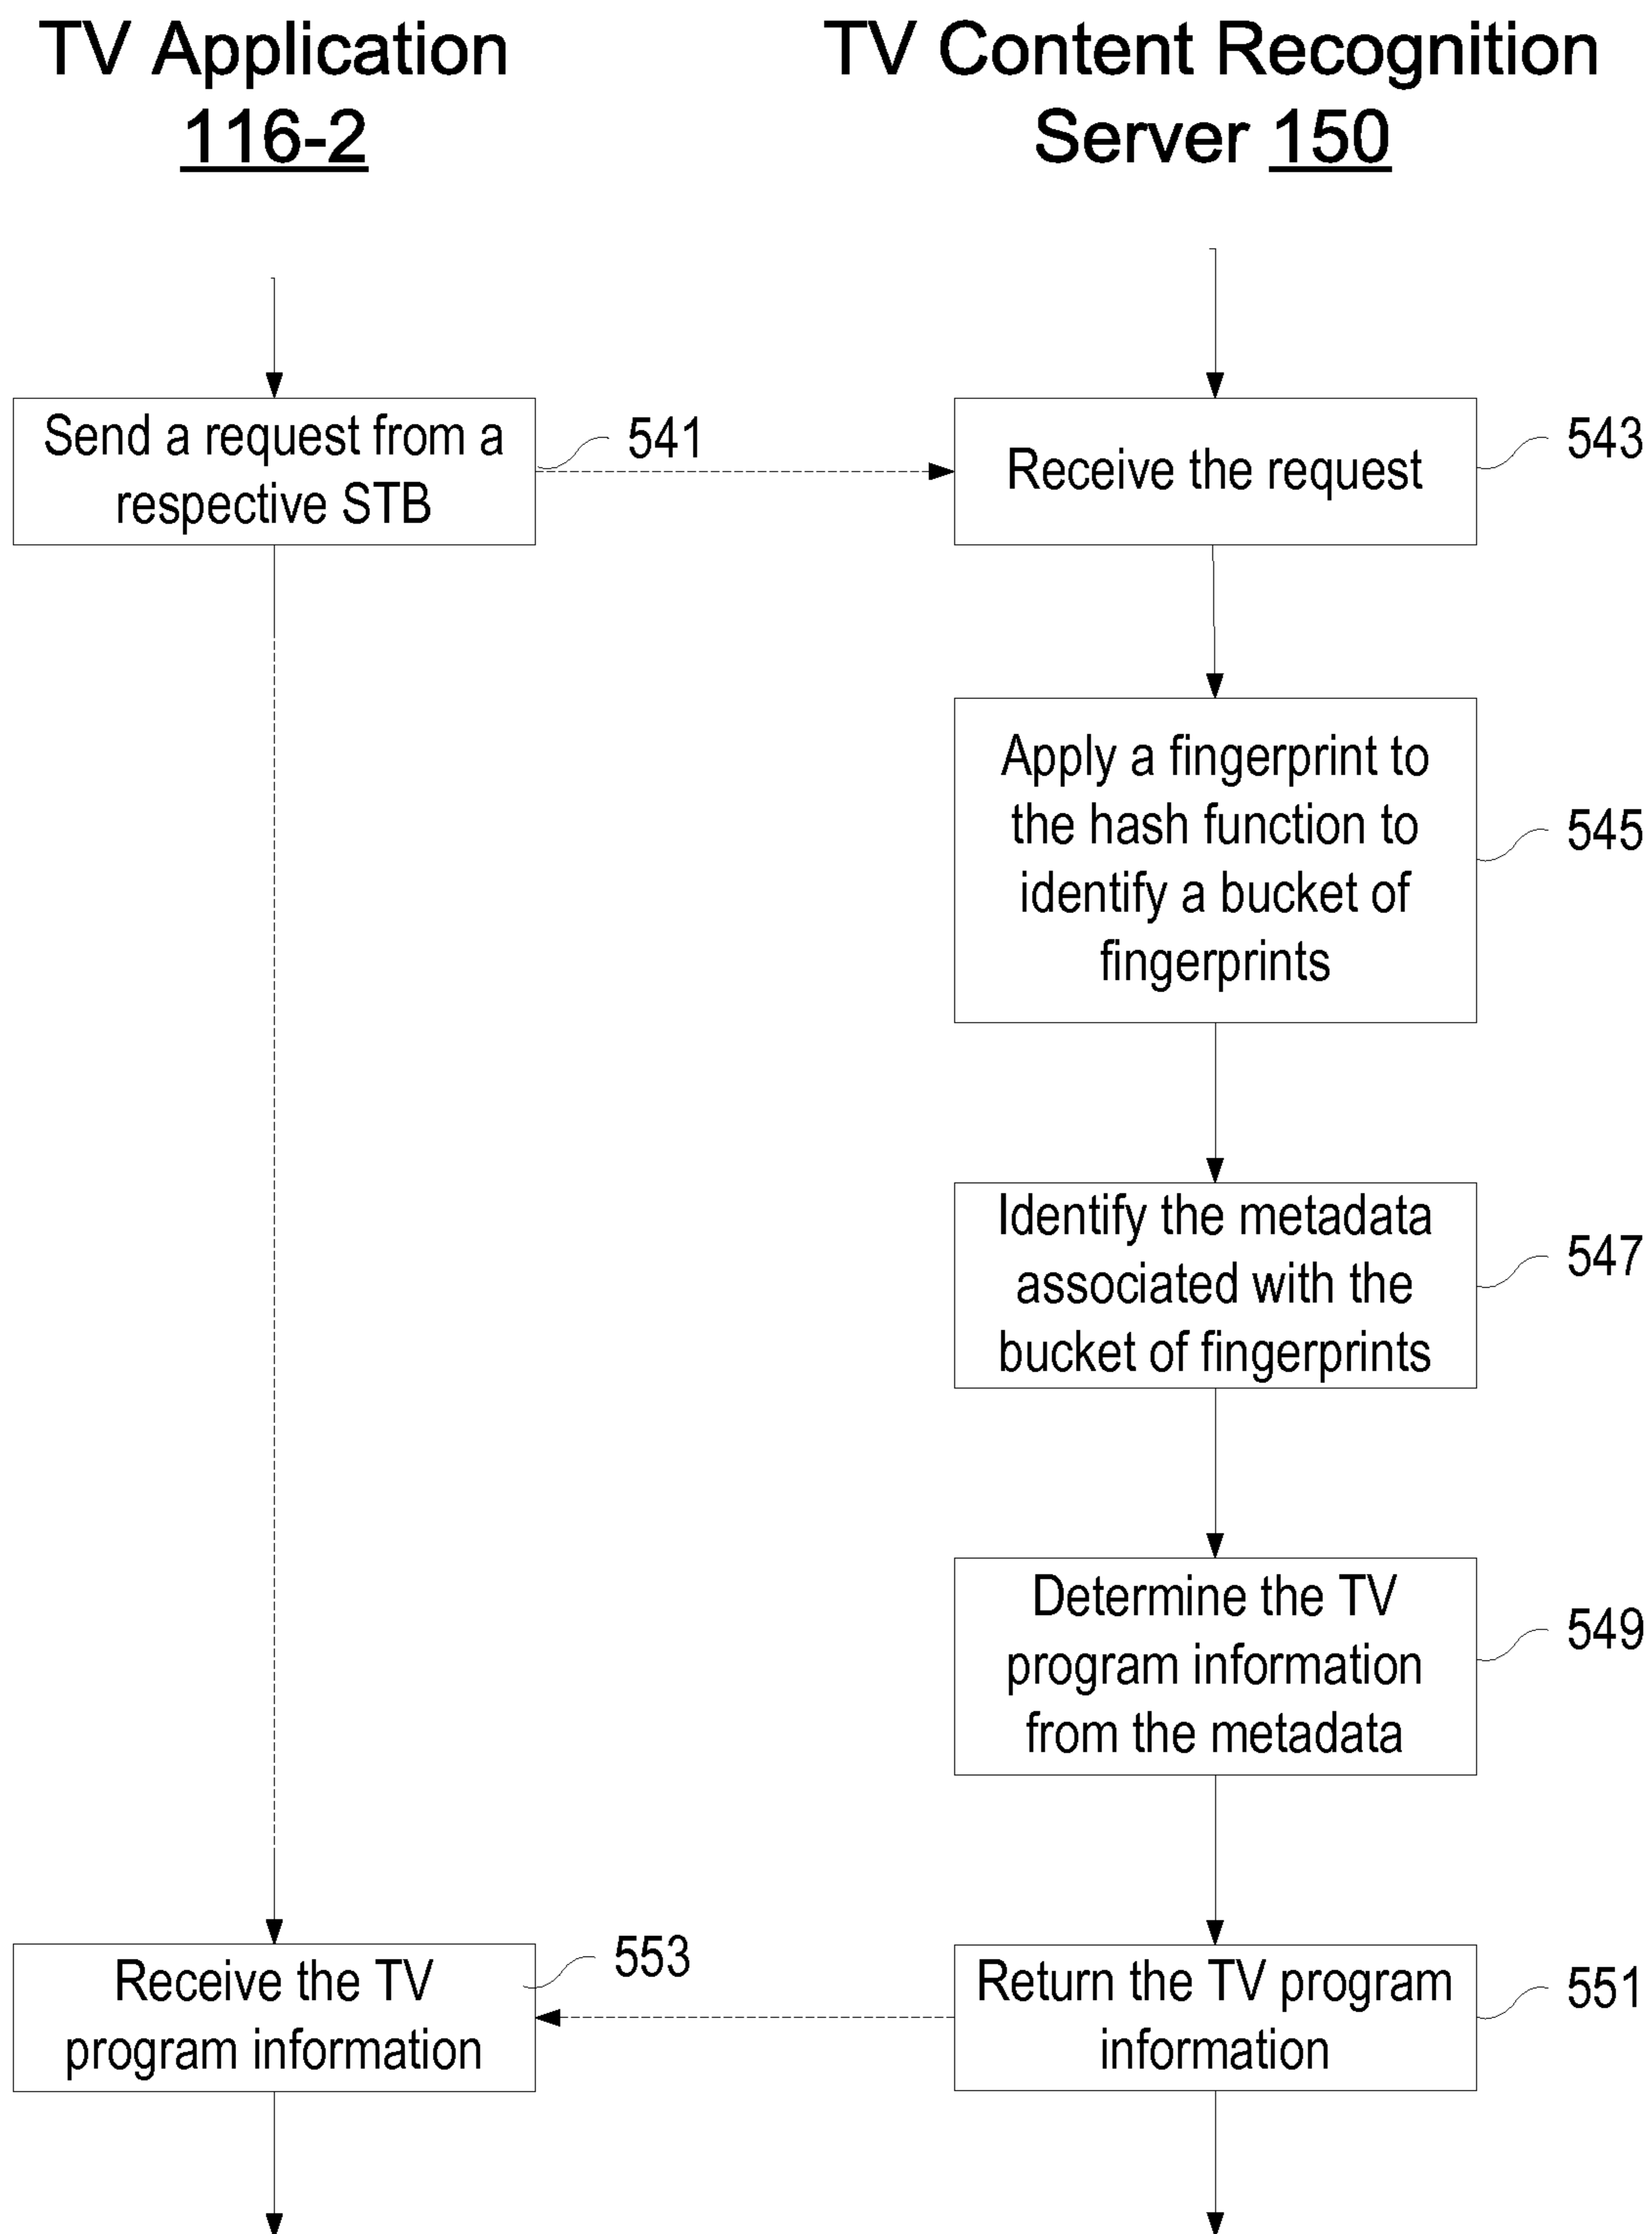 TV Application
116-2
TV Content Recognition
Server 150
Send a request from a
respective STB
541
Receive the request
543
Apply a fingerprint to
the hash function to
identify a bucket of
fingerprints
545
Identify the metadata
associated with the
bucket of fingerprints
547
Determine the TV
program information
from the metadata
549
Receive the TV
program information
553
Return the TV program
information
551